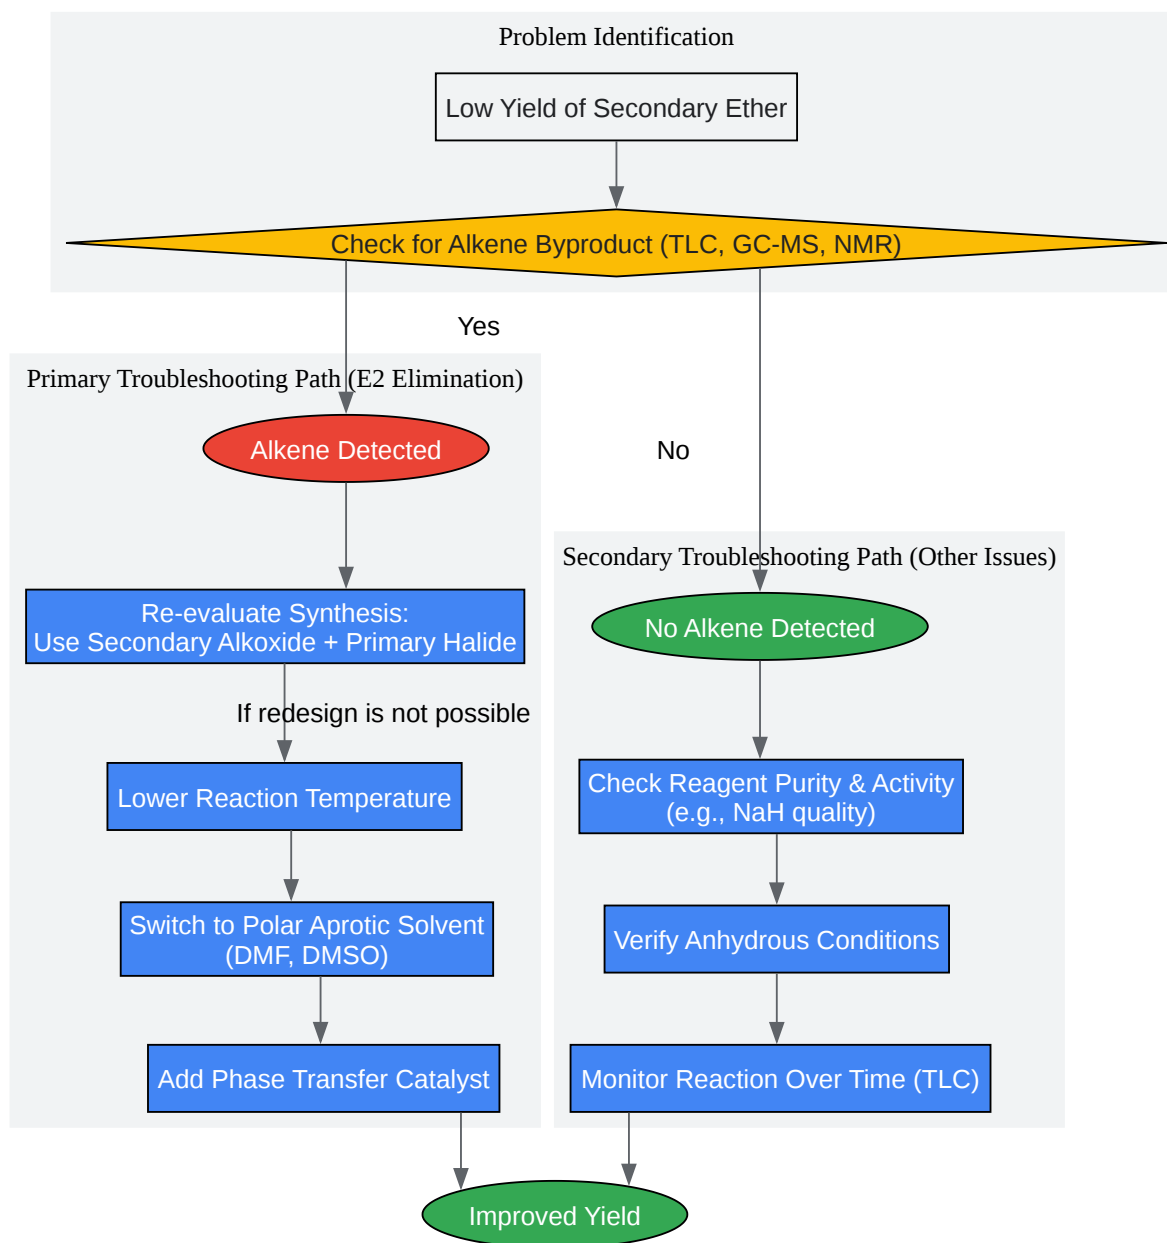 Problem Identification
Low Yield of Secondary Ether
Check for Alkene Byproduct (TLC, GC-MS, NMR)
Yes
Primary Troubleshooting Path (E2 Elimination)
Alkene Detected
Re-evaluate Synthesis:
Use Secondary Alkoxide + Primary Halide
If redesign is not possible
Lower Reaction Temperature
Switch to Polar Aprotic Solvent
(DMF, DMSO)
Add Phase Transfer Catalyst
No
Secondary Troubleshooting Path (Other Issues)
No Alkene Detected
Check Reagent Purity & Activity
(e.g., NaH quality)
Verify Anhydrous Conditions
Monitor Reaction Over Time (TLC)
Improved Yield